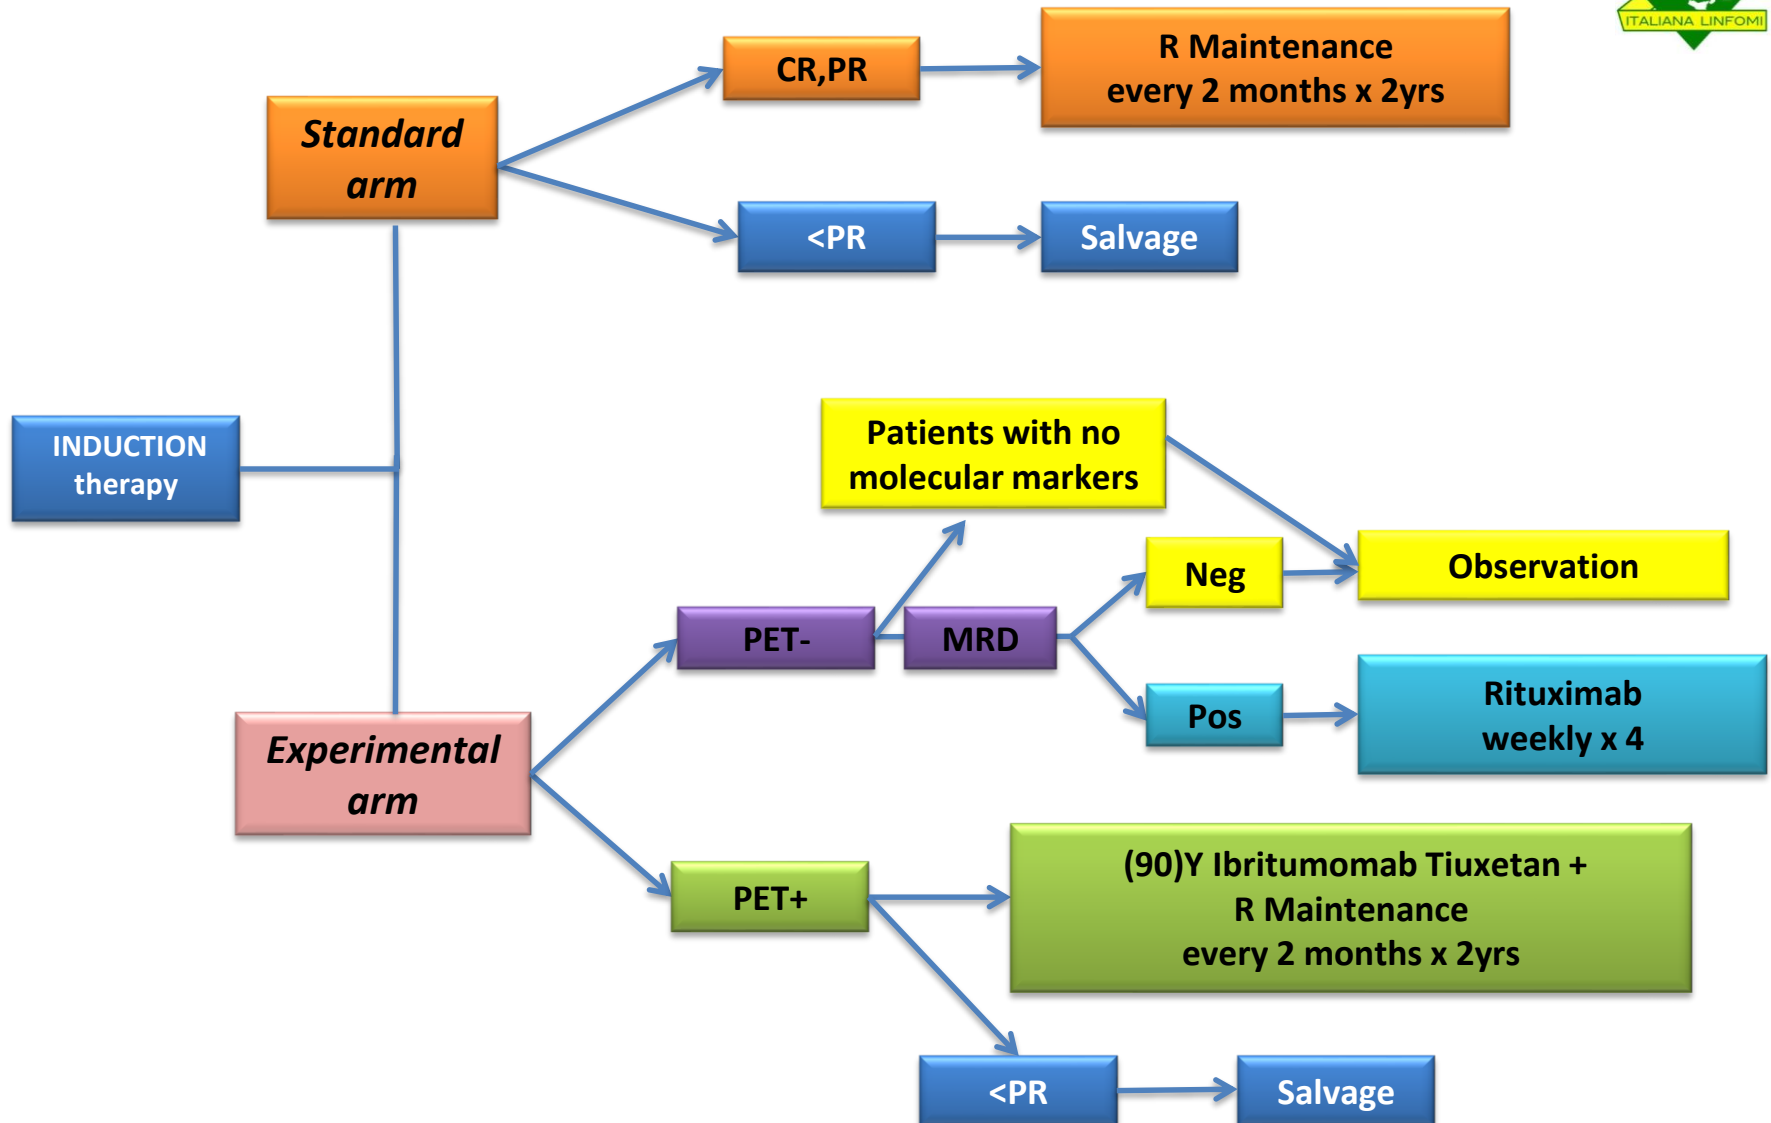 ITALIANA LINFOMI
CR,PR
R Maintenance
every 2 months x 2yrs
Standard
arm
<PR
Salvage
INDUCTION
therapy
Patients with no
molecular markers
Neg
Observation
PET-
MRD
Pos
Rituximab
weekly x 4
Experimental
arm
PET+
(90)Y Ibritumomab Tiuxetan +
R Maintenance
every 2 months x 2yrs
<PR
Salvage